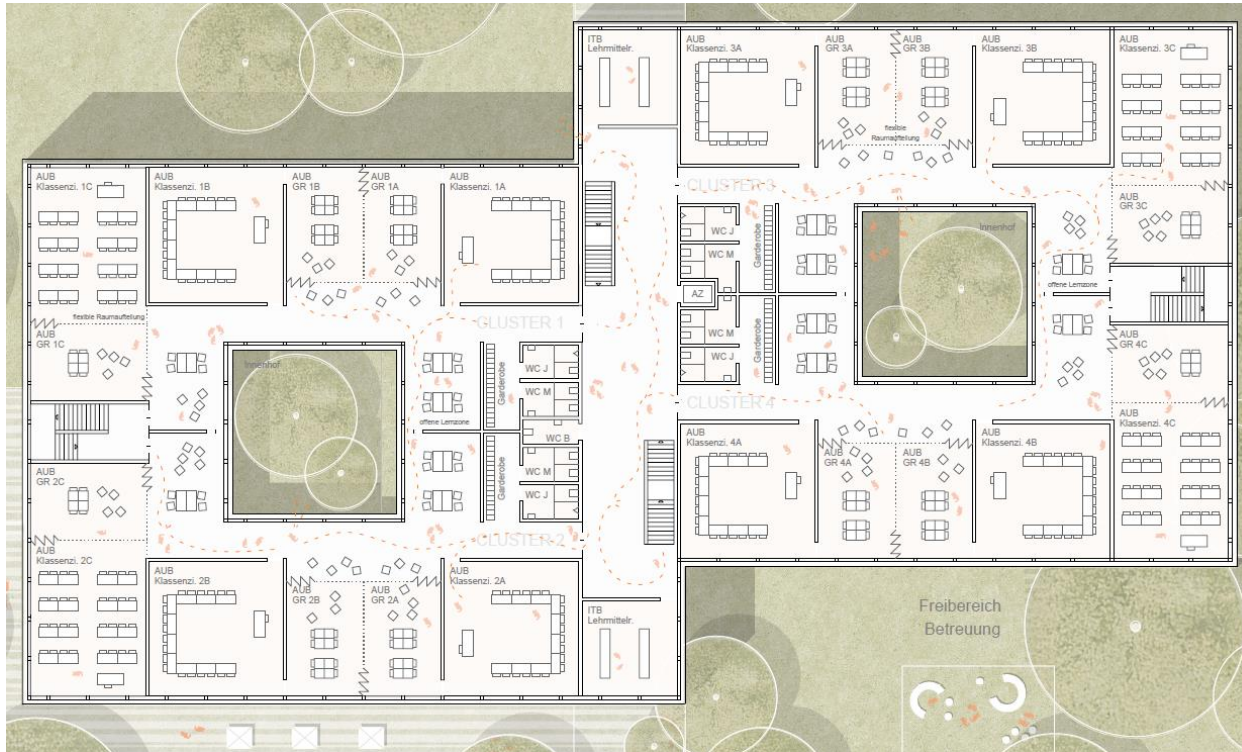 ITB
Lehrmittelr.
AUB
Klassenzi. 3A
AUB
GR 3A
AUB
GR 3B
AUB
Klassenzi. 3B
AUB
Klassenzi. 3C
flexible
Raumaufteilung
AUB
Klassenzi. 1C
AUB
Klassenzi. 1B
AUB
GR 1B
AUB
GR 1A
AUB
Klassenzi. 1A
CLUSTER 3
AUB
GR 3C
WC J
WC M
Garderobe
Innenhof
offene Lernzone
AZ
flexible Raumaufteilung
CLUSTER 1
AUB
GR 1C
Innenhof
WC J
WC M
Garderobe
offene Lernzone
WC M
WC J
Garderobe
AUB
GR 4C
CLUSTER 4
AUB
Klassenzi. 4A
AUB
GR 4A
AUB
GR 4B
AUB
Klassenzi. 4B
AUB
Klassenzi. 4C
WC B
WC M
WC J
Garderobe
AUB
GR 2C
CLUSTER 2
AUB
Klassenzi. 2C
AUB
Klassenzi. 2B
AUB
GR 2B
AUB
GR 2A
AUB
Klassenzi. 2A
ITB
Lehrmittelr.
Freibereich
Betreuung